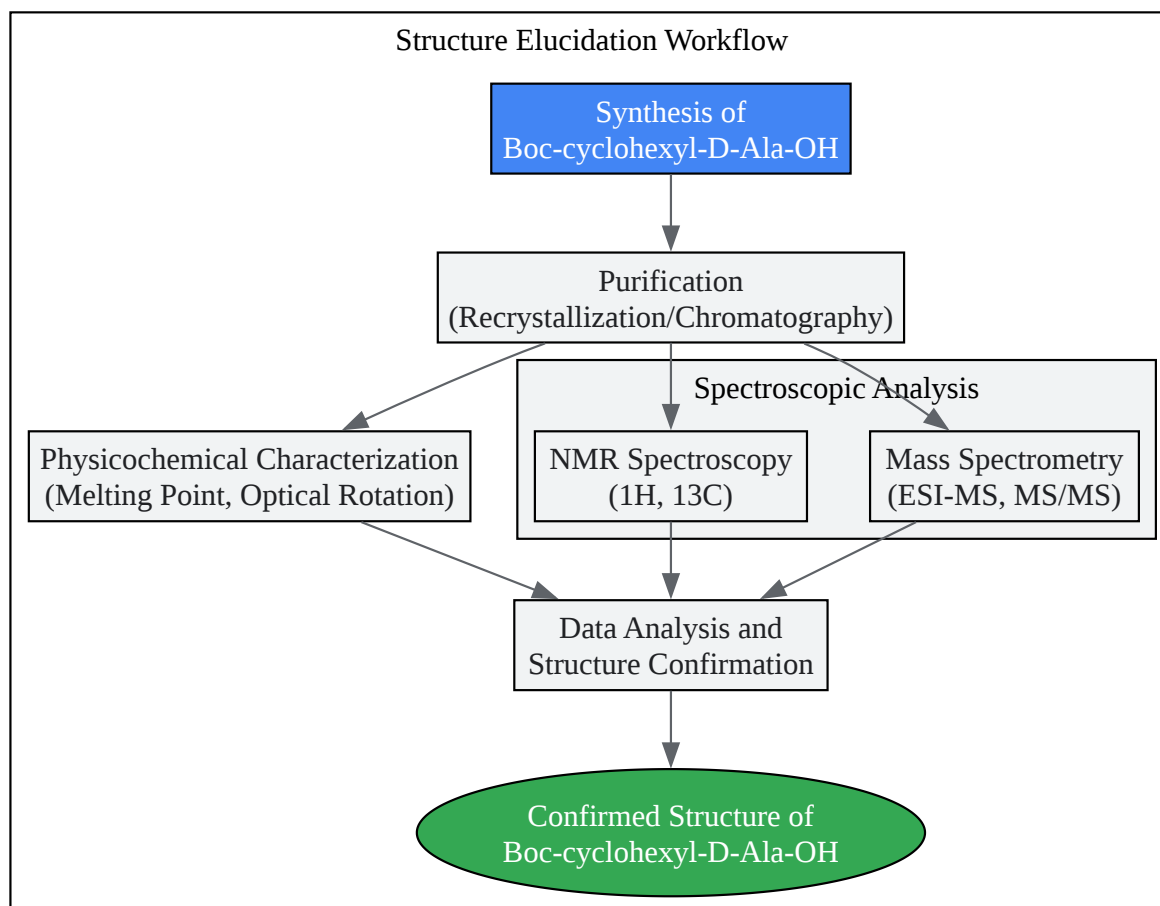 Structure Elucidation Workflow
Synthesis of
Boc-cyclohexyl-D-Ala-OH
Purification
(Recrystallization/Chromatography)
Spectroscopic Analysis
Physicochemical Characterization
(Melting Point, Optical Rotation)
NMR Spectroscopy
(1H, 13C)
Mass Spectrometry
(ESI-MS, MS/MS)
Data Analysis and
Structure Confirmation
Confirmed Structure of
Boc-cyclohexyl-D-Ala-OH